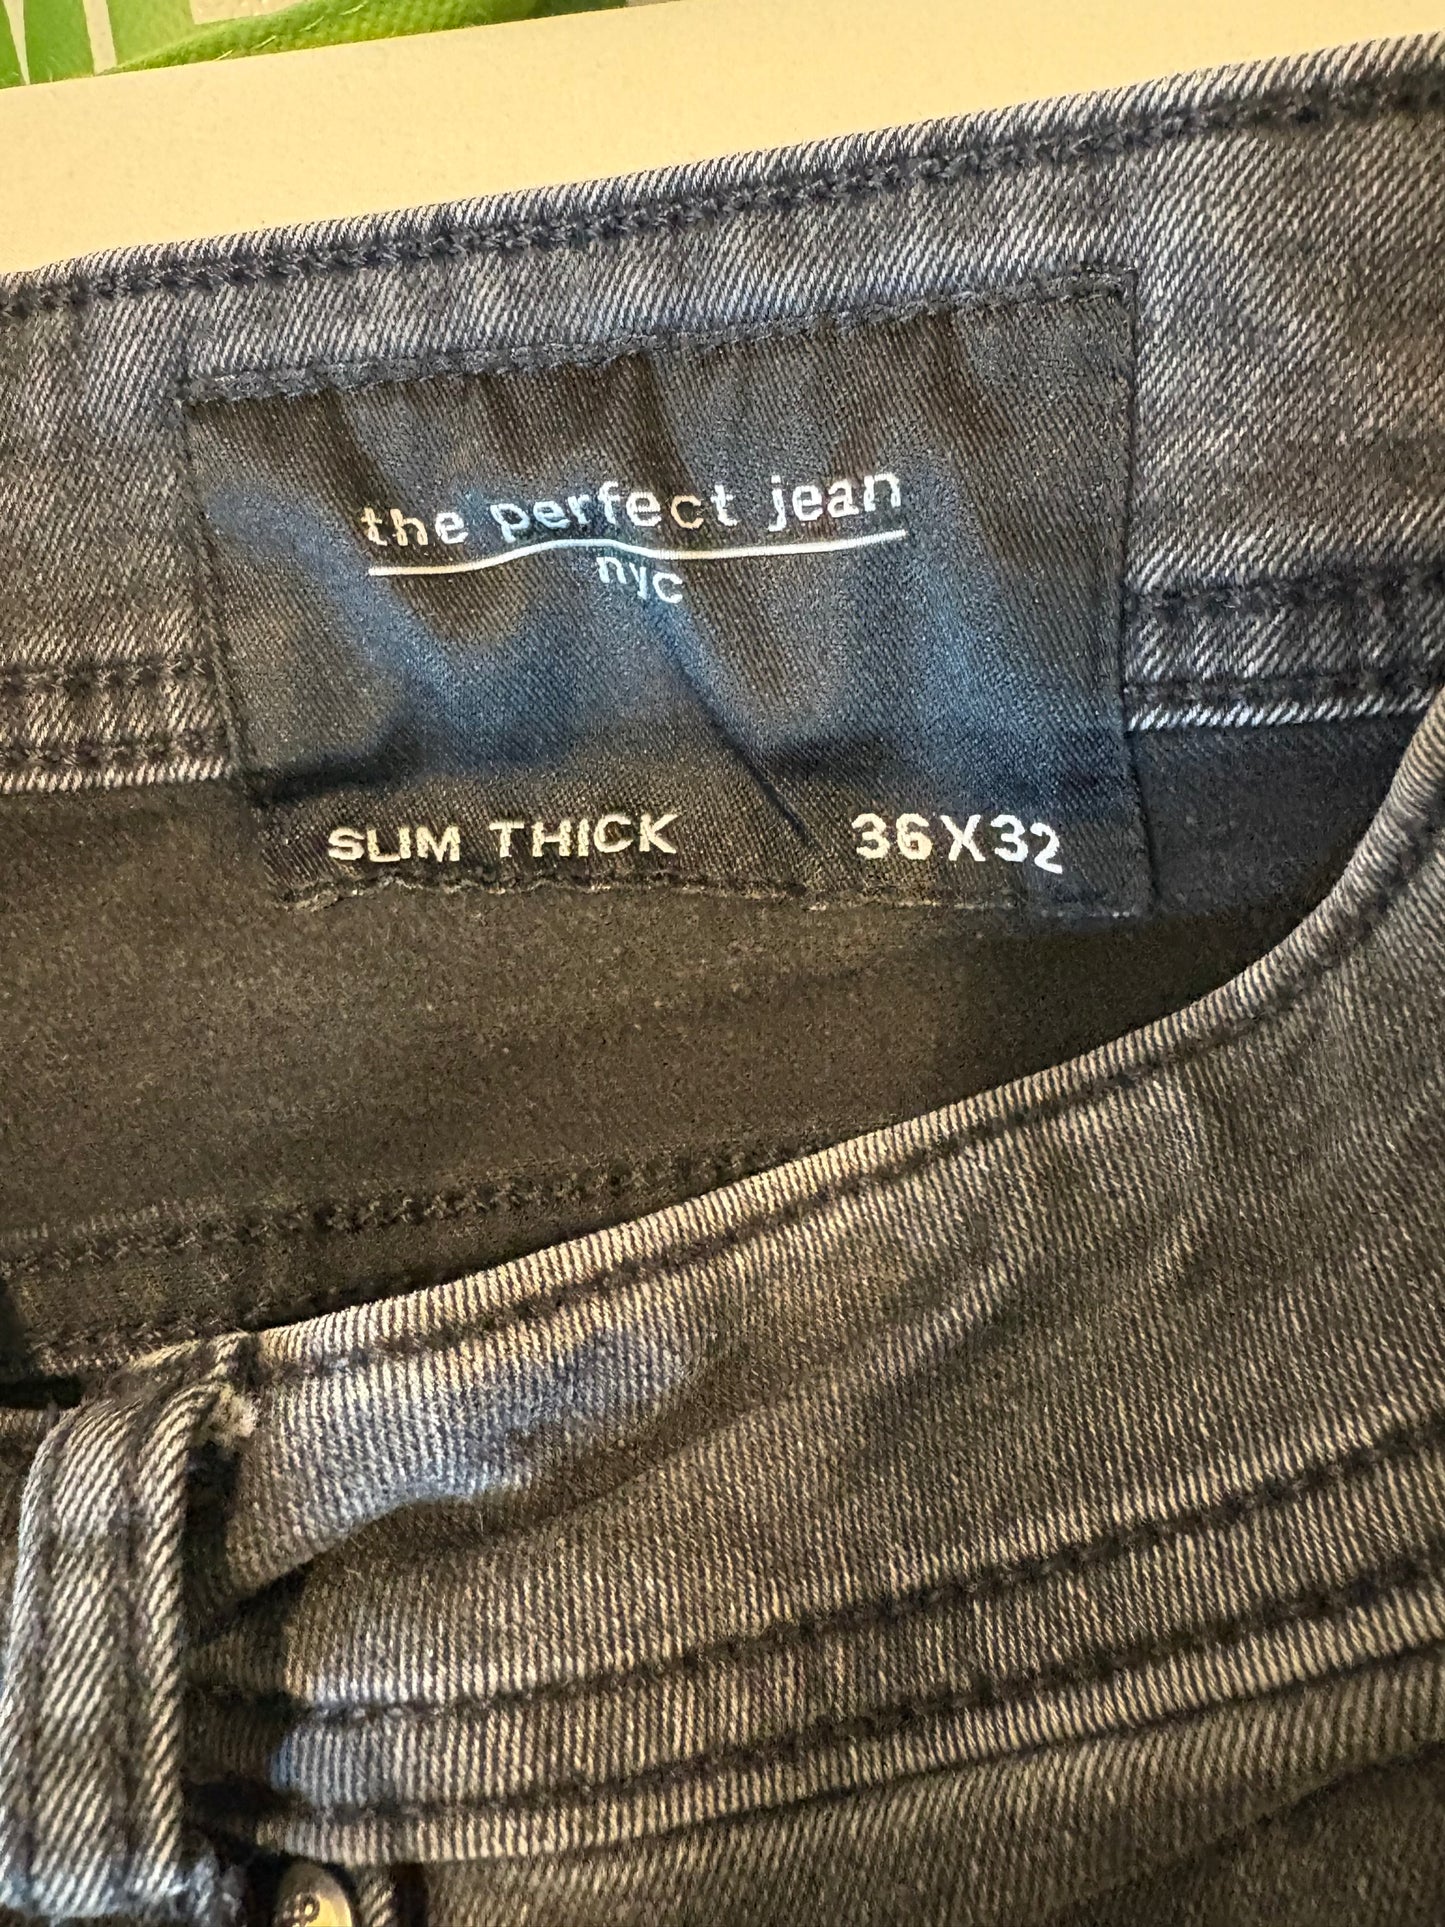 the perfect jean
nyc
SLIM THICK 36X32